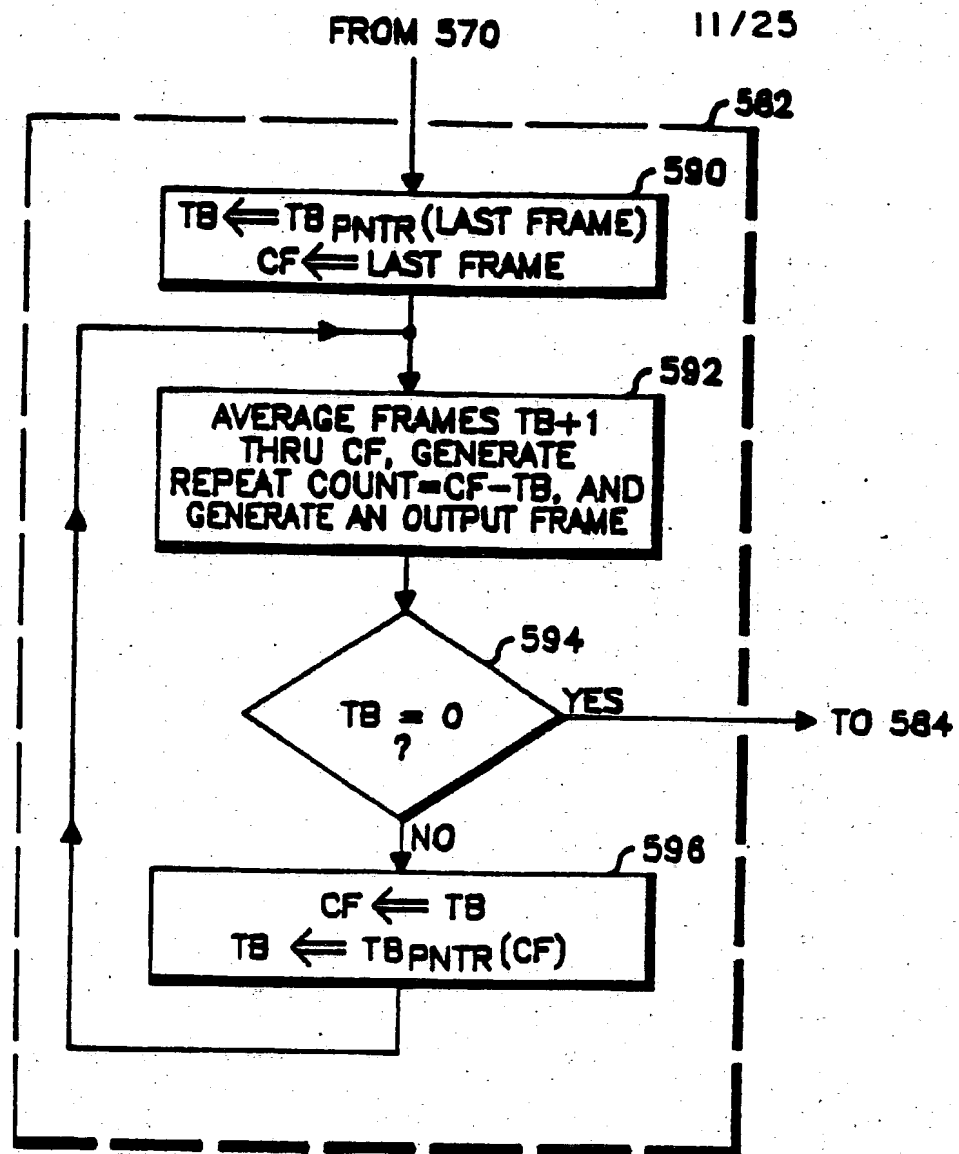 FROM 570
11/25
582
590
TB ⇐ TB PNTR (LAST FRAME)
CF ⇐ LAST FRAME
592
AVERAGE FRAMES TB+1
THRU CF, GENERATE
REPEAT COUNT=CF-TB, AND
GENERATE AN OUTPUT FRAME
594
TB = 0
?
YES
TO 584
NO
596
CF ⇐ TB
TB ⇐ TB PNTR (CF)